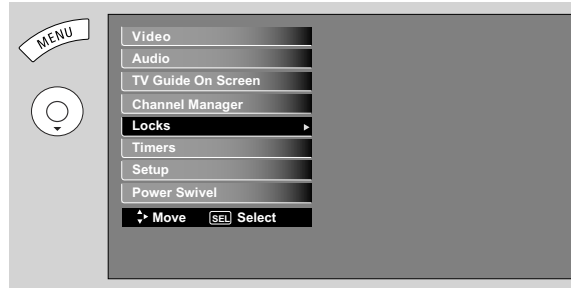 MENU
Video
Audio
TV Guide On Screen
Channel Manager
Locks
Timers
Setup
Power Swivel
Move SEL Select